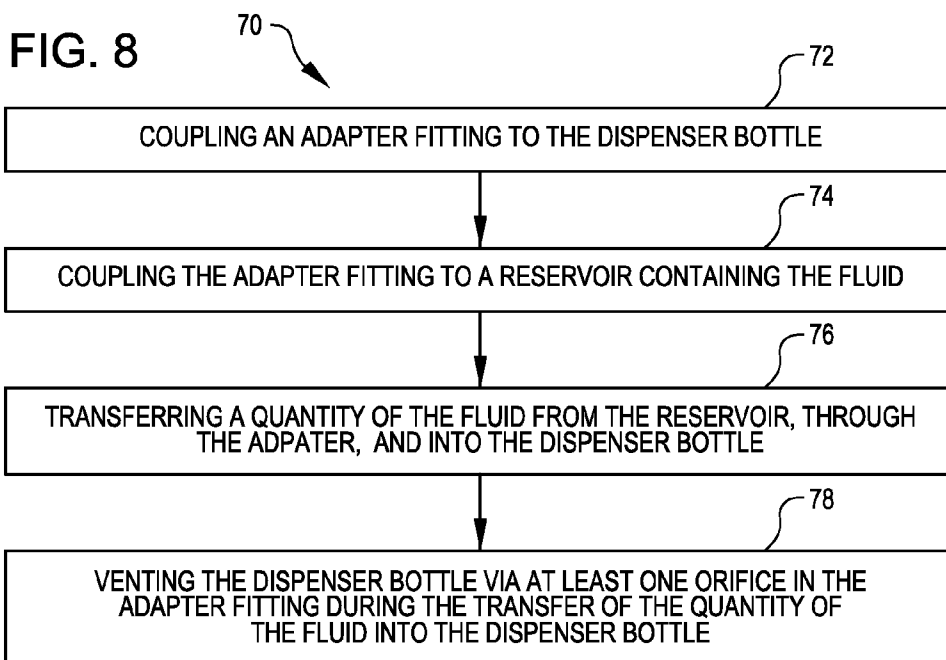 FIG. 8
70
72
COUPLING AN ADAPTER FITTING TO THE DISPENSER BOTTLE
74
COUPLING THE ADAPTER FITTING TO A RESERVOIR CONTAINING THE FLUID
76
TRANSFERRING A QUANTITY OF THE FLUID FROM THE RESERVOIR, THROUGH
THE ADPATER, AND INTO THE DISPENSER BOTTLE
78
VENTING THE DISPENSER BOTTLE VIA AT LEAST ONE ORIFICE IN THE
ADAPTER FITTING DURING THE TRANSFER OF THE QUANTITY OF
THE FLUID INTO THE DISPENSER BOTTLE